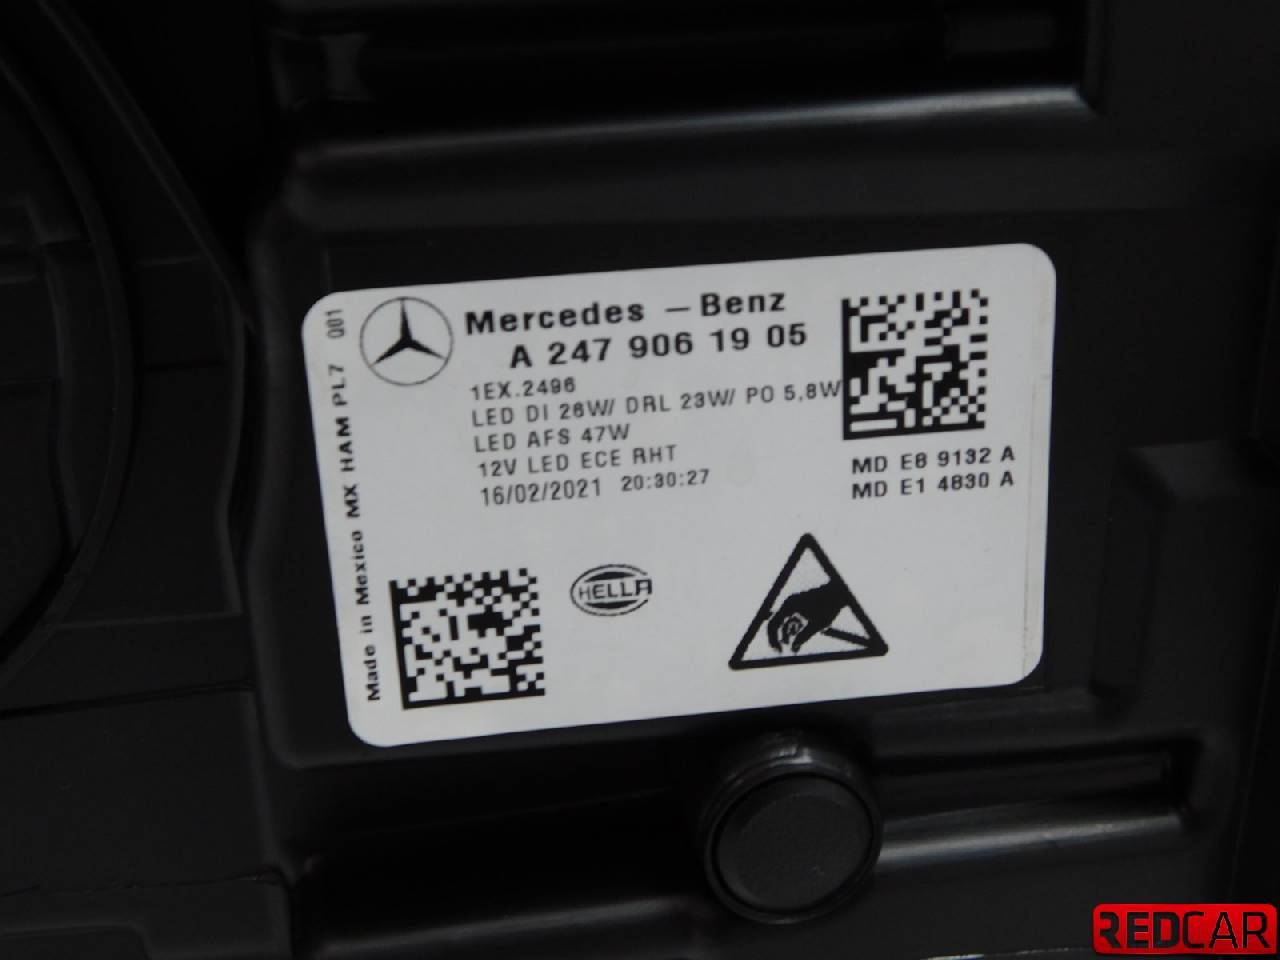 Mercedes - Benz
A 247 906 19 05
1EX.2496
LED DI 26W/ DRL 23W/ PO 5,8W
LED AFS 47W
12V LED ECE RHT
16/02/2021 20:30:27
MD E8 9132 A
MD E1 4830 A
HELLA
Made in Mexico MX HAM PL7 Q01
REDCAR